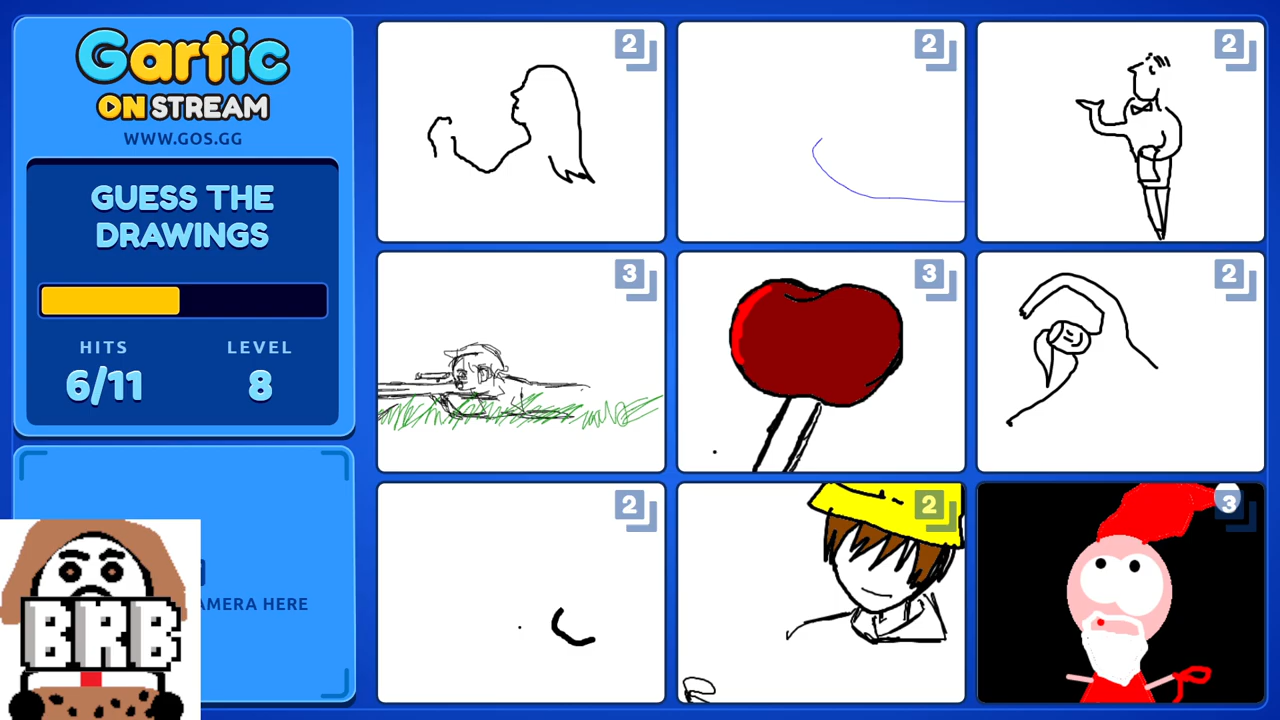 Gartic
ON STREAM
WWW.GOS.GG
GUESS THE
DRAWINGS
HITS
LEVEL
6/11
8
AMERA HERE
BRB
2
2
2
3
3
2
2
2
3